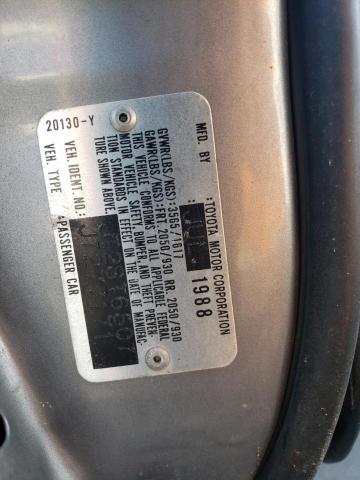 MFD. BY :TOYOTA MOTOR CORPORATION
JUL 1988
GVWR(LBS/KGS):3565/1617
GAWR(LBS/KGS):FRT 2050/930 RR 2050/930
THIS VEHICLE CONFORMS TO ALL APPLICABLE FEDERAL
MOTOR VEHICLE SAFETY, BUMPER, AND THEFT PREVEN-
TION STANDARDS IN EFFECT ON THE DATE OF MANUFAC-
TURE SHOWN ABOVE.
VEH. IDENT. NO.:
VEH. TYPE :PASSENGER CAR
20130-Y